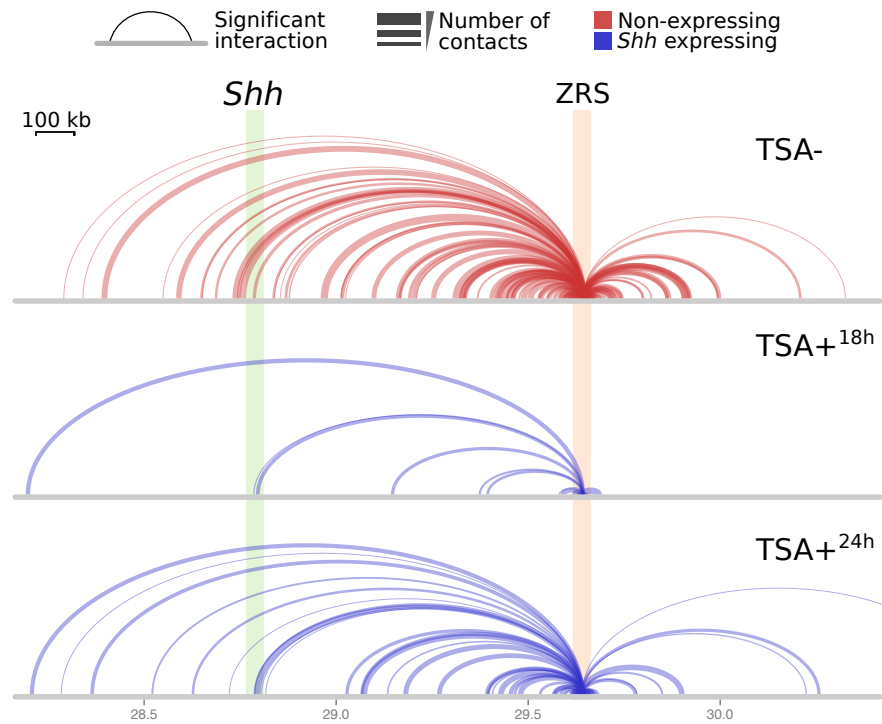 Significant
interaction
Number of
contacts
Non-expressing
Shh expressing
Shh
ZRS
100 kb
TSA-
TSA+18h
TSA+24h
28.5 29.0 29.5 30.0